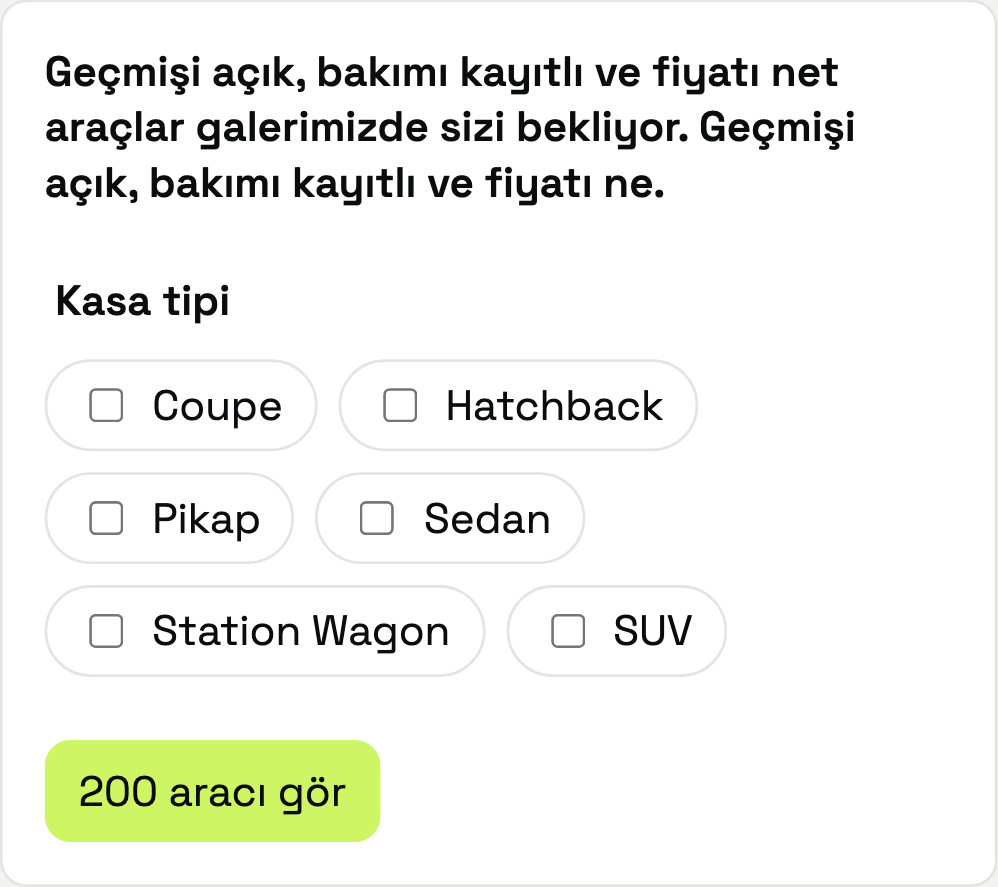 Geçmişi açık, bakımı kayıtlı ve fiyatı net
araçlar galerimizde sizi bekliyor. Geçmişi
açık, bakımı kayıtlı ve fiyatı ne.
Kasa tipi
Coupe
Hatchback
Pikap
Sedan
Station Wagon
SUV
200 aracı gör